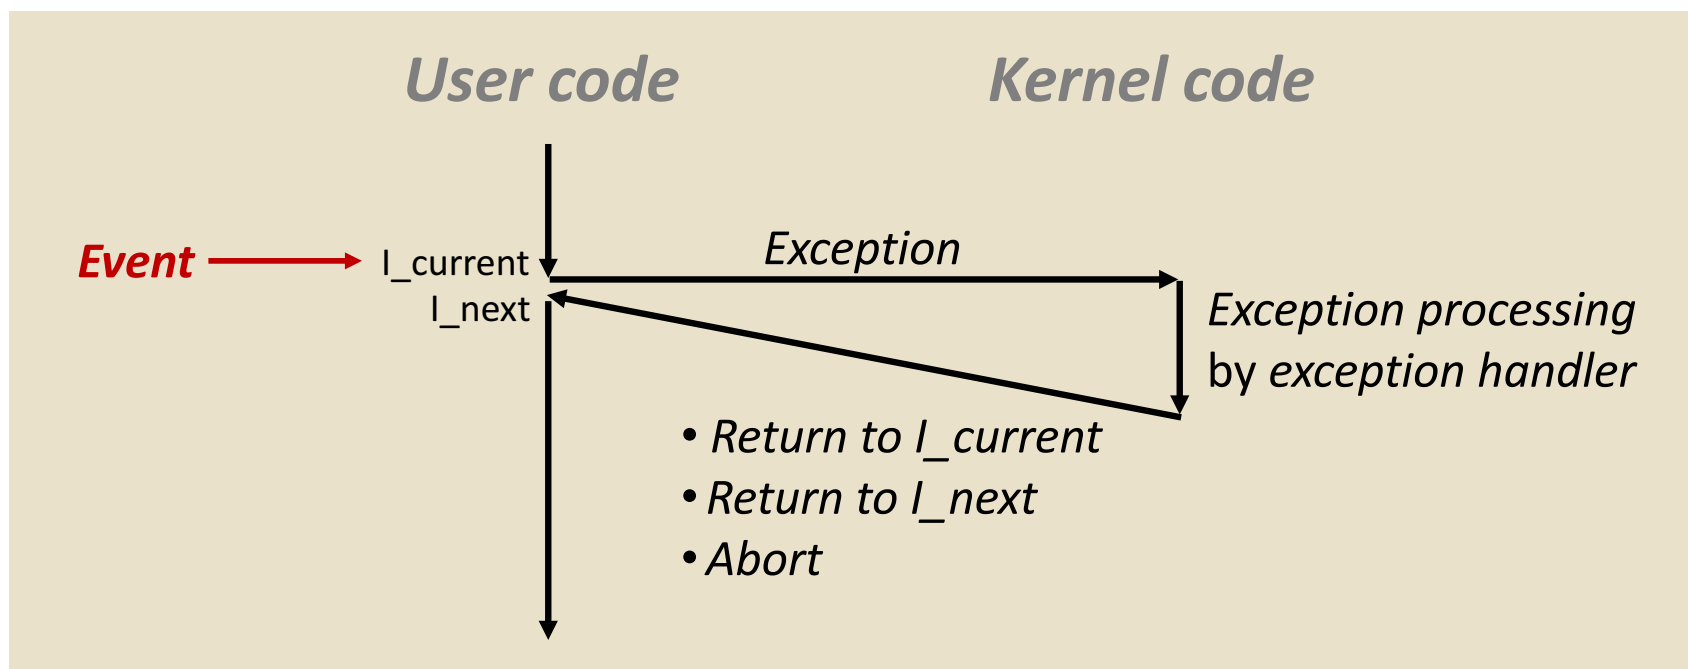 User code
Kernel code
Event
I_current
Exception
I_next
Exception processing
by exception handler
• Return to I_current
• Return to I_next
• Abort